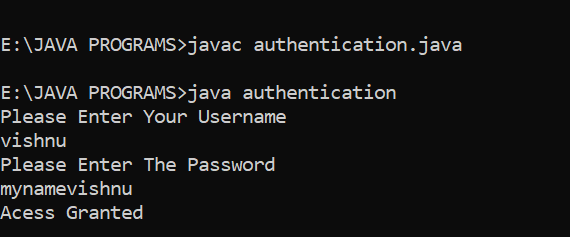 E:\JAVA PROGRAMS>javac authentication.java
E:\JAVA PROGRAMS>java authentication
Please Enter Your Username
vishnu
Please Enter The Password
mynamevishnu
Acess Granted